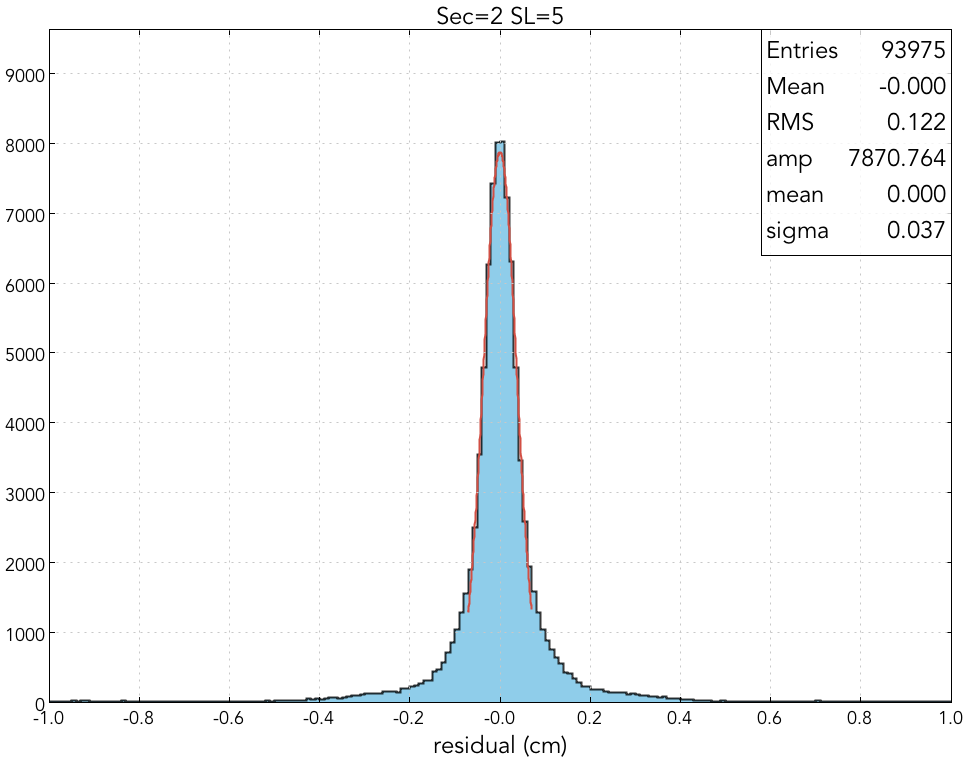 Sec=2 SL=5
Entries 93975
Mean -0.000
RMS 0.122
amp 7870.764
mean 0.000
sigma 0.037
9000
8000
7000
6000
5000
4000
3000
2000
1000
0
-1.0 -0.8 -0.6 -0.4 -0.2 -0.0 0.2 0.4 0.6 0.8 1.0
residual (cm)